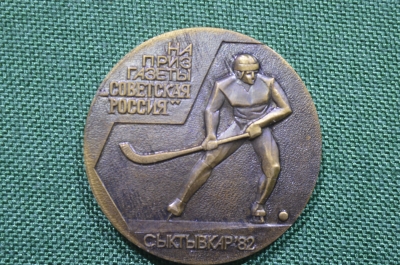 НА
ПРИЗ
ГАЗЕТЫ
„СОВЕТСКАЯ
РОССИЯ“
СЫКТЫВКАР'82